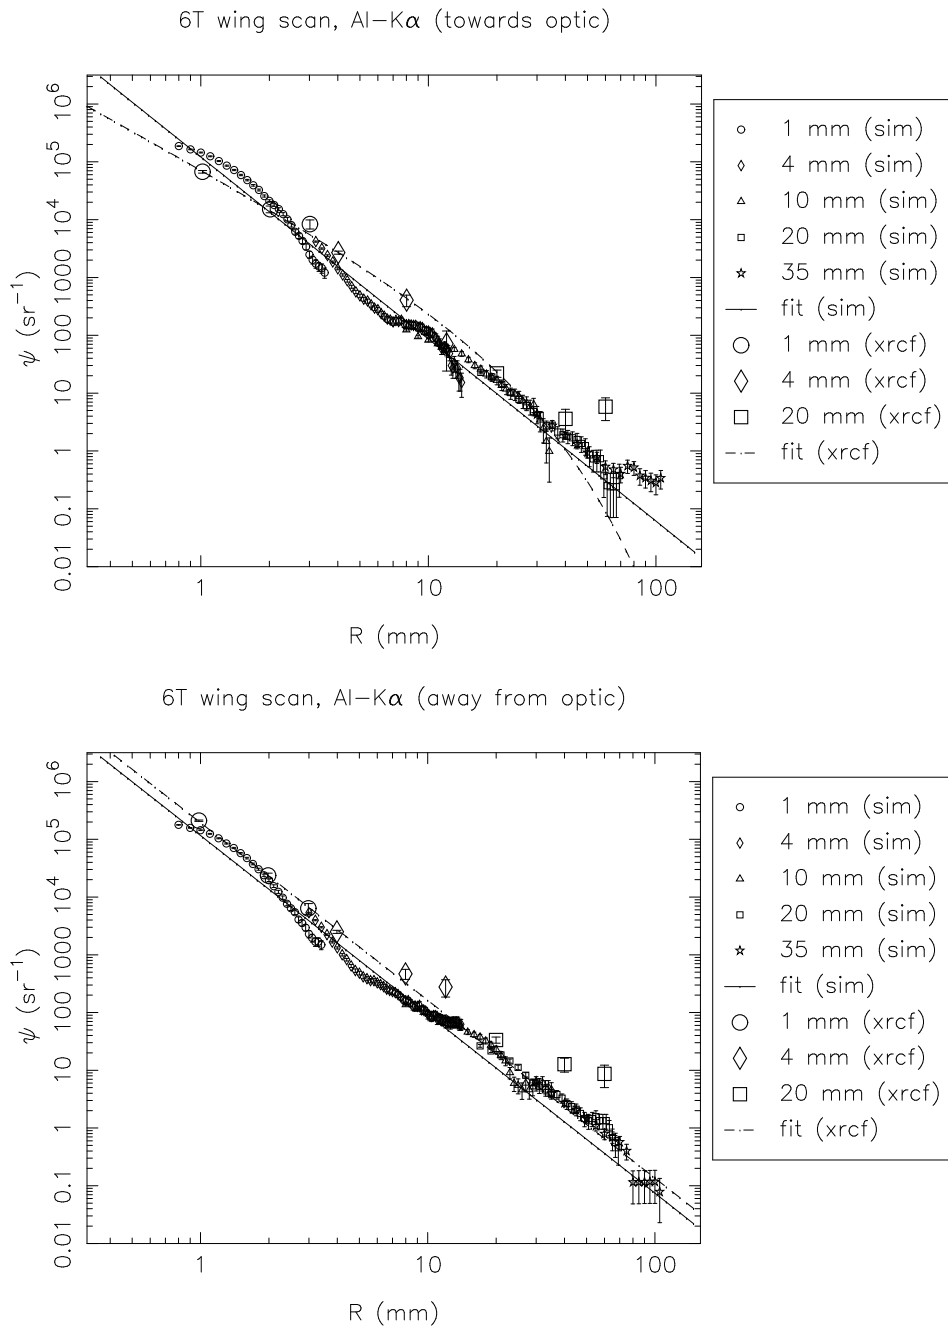 6T wing scan, Al−Kα (towards optic)
10⁶
10⁵
10⁴
1000
100
10
1
0.1
0.01
ψ (sr⁻¹)
1 10 100
R (mm)
1 mm (sim)
4 mm (sim)
10 mm (sim)
20 mm (sim)
35 mm (sim)
fit (sim)
1 mm (xrcf)
4 mm (xrcf)
20 mm (xrcf)
fit (xrcf)
6T wing scan, Al−Kα (away from optic)
10⁶
10⁵
10⁴
1000
100
10
1
0.1
0.01
ψ (sr⁻¹)
1 10 100
R (mm)
1 mm (sim)
4 mm (sim)
10 mm (sim)
20 mm (sim)
35 mm (sim)
fit (sim)
1 mm (xrcf)
4 mm (xrcf)
20 mm (xrcf)
fit (xrcf)